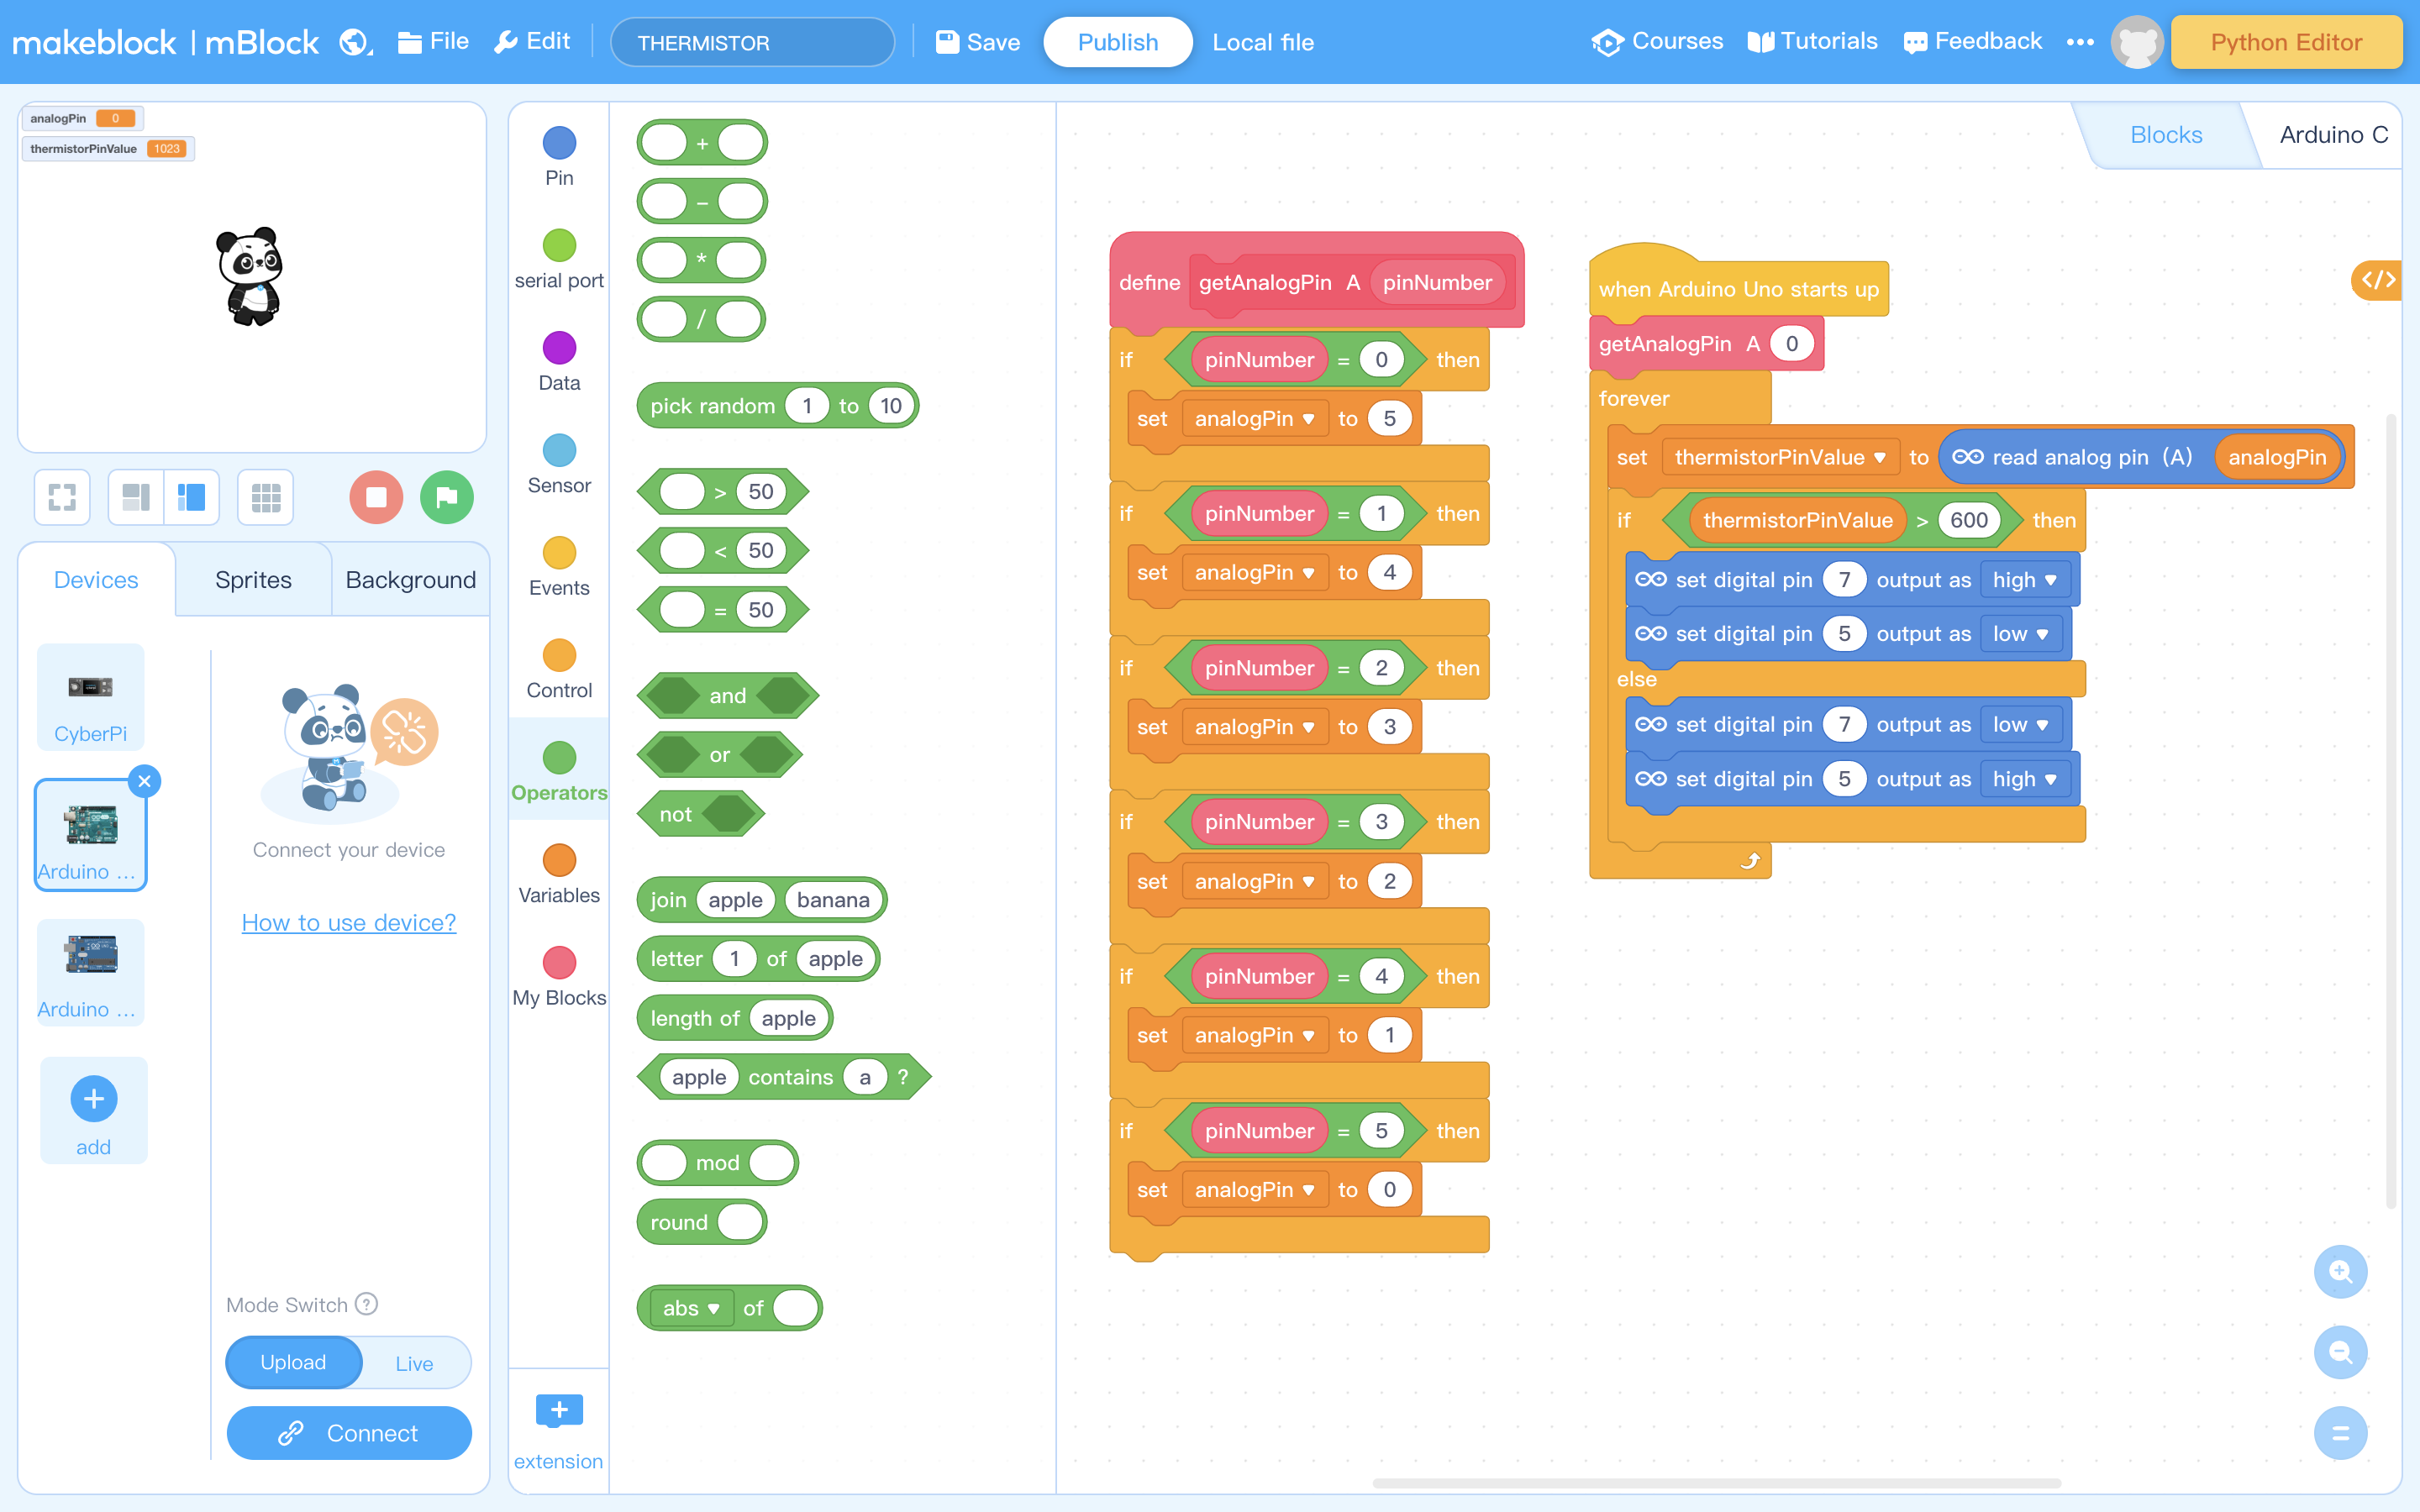 makeblock | mBlock File Edit THERMISTOR Save Publish Local file Courses Tutorials Feedback Python Editor
analogPin 0
thermistorPinValue 1023
Devices Sprites Background
CyberPi
Arduino ...
Arduino ...
add
Connect your device
How to use device?
Mode Switch ?
Upload Live
Connect
Pin
serial port
Data
Sensor
Events
Control
Operators
Variables
My Blocks
extension
+
-
*
/
pick random 1 to 10
> 50
< 50
= 50
and
or
not
join apple banana
letter 1 of apple
length of apple
apple contains a ?
mod
round
abs of
Blocks Arduino C
</>
define getAnalogPin A pinNumber
if pinNumber = 0 then
set analogPin to 5
if pinNumber = 1 then
set analogPin to 4
if pinNumber = 2 then
set analogPin to 3
if pinNumber = 3 then
set analogPin to 2
if pinNumber = 4 then
set analogPin to 1
if pinNumber = 5 then
set analogPin to 0
when Arduino Uno starts up
getAnalogPin A 0
forever
set thermistorPinValue to read analog pin (A) analogPin
if thermistorPinValue > 600 then
set digital pin 7 output as high
set digital pin 5 output as low
else
set digital pin 7 output as low
set digital pin 5 output as high